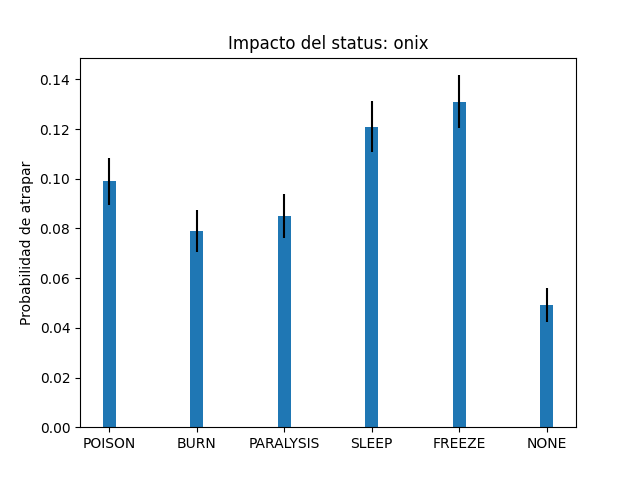 Impacto del status: onix
Probabilidad de atrapar
0.14
0.12
0.10
0.08
0.06
0.04
0.02
0.00
POISON BURN PARALYSIS SLEEP FREEZE NONE